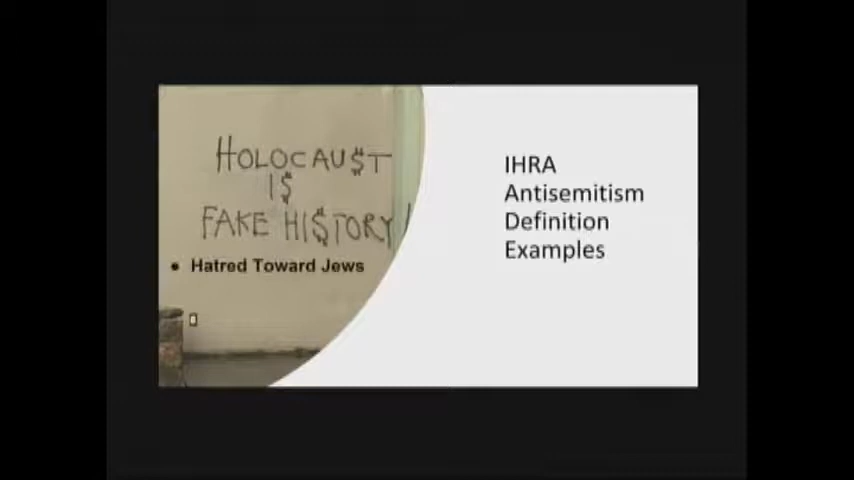 HOLOCAU$T
I$
FAKE HI$TORY!
• Hatred Toward Jews
IHRA
Antisemitism
Definition
Examples